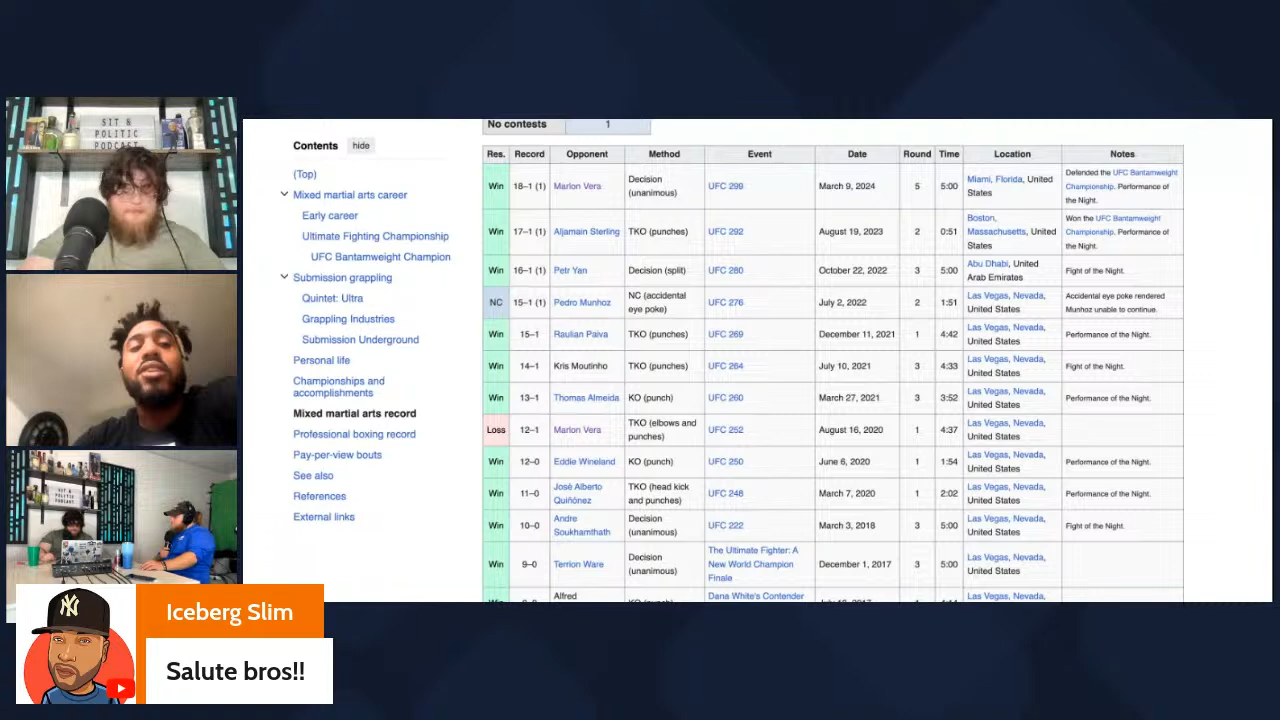 SIT &
POLITIC
PODCAST
Contents hide
(Top)
Mixed martial arts career
Early career
Ultimate Fighting Championship
UFC Bantamweight Champion
Submission grappling
Quintet: Ultra
Grappling Industries
Submission Underground
Personal life
Championships and
accomplishments
Mixed martial arts record
Professional boxing record
Pay-per-view bouts
See also
References
External links
No contests 1
Res. Record Opponent Method Event Date Round Time Location Notes
Win 18–1 (1) Marlon Vera Decision (unanimous) UFC 299 March 9, 2024 5 5:00 Miami, Florida, United States Defended the UFC Bantamweight Championship. Performance of the Night.
Win 17–1 (1) Aljamain Sterling TKO (punches) UFC 292 August 19, 2023 2 0:51 Boston, Massachusetts, United States Won the UFC Bantamweight Championship. Performance of the Night.
Win 16–1 (1) Petr Yan Decision (split) UFC 280 October 22, 2022 3 5:00 Abu Dhabi, United Arab Emirates Fight of the Night.
NC 15–1 (1) Pedro Munhoz NC (accidental eye poke) UFC 276 July 2, 2022 2 1:51 Las Vegas, Nevada, United States Accidental eye poke rendered Munhoz unable to continue.
Win 15–1 Raulian Paiva TKO (punches) UFC 269 December 11, 2021 1 4:42 Las Vegas, Nevada, United States Performance of the Night.
Win 14–1 Kris Moutinho TKO (punches) UFC 264 July 10, 2021 3 4:33 Las Vegas, Nevada, United States Fight of the Night.
Win 13–1 Thomas Almeida KO (punch) UFC 260 March 27, 2021 3 3:52 Las Vegas, Nevada, United States Performance of the Night.
Loss 12–1 Marlon Vera TKO (elbows and punches) UFC 252 August 16, 2020 1 4:37 Las Vegas, Nevada, United States
Win 12–0 Eddie Wineland KO (punch) UFC 250 June 6, 2020 1 1:54 Las Vegas, Nevada, United States Performance of the Night.
Win 11–0 José Alberto Quiñónez TKO (head kick and punches) UFC 248 March 7, 2020 1 2:02 Las Vegas, Nevada, United States Performance of the Night.
Win 10–0 Andre Soukhamthath Decision (unanimous) UFC 222 March 3, 2018 3 5:00 Las Vegas, Nevada, United States Fight of the Night.
Win 9–0 Terrion Ware Decision (unanimous) The Ultimate Fighter: A New World Champion Finale December 1, 2017 3 5:00 Las Vegas, Nevada, United States
Alfred Dana White's Contender Las Vegas, Nevada,
Iceberg Slim
Salute bros!!